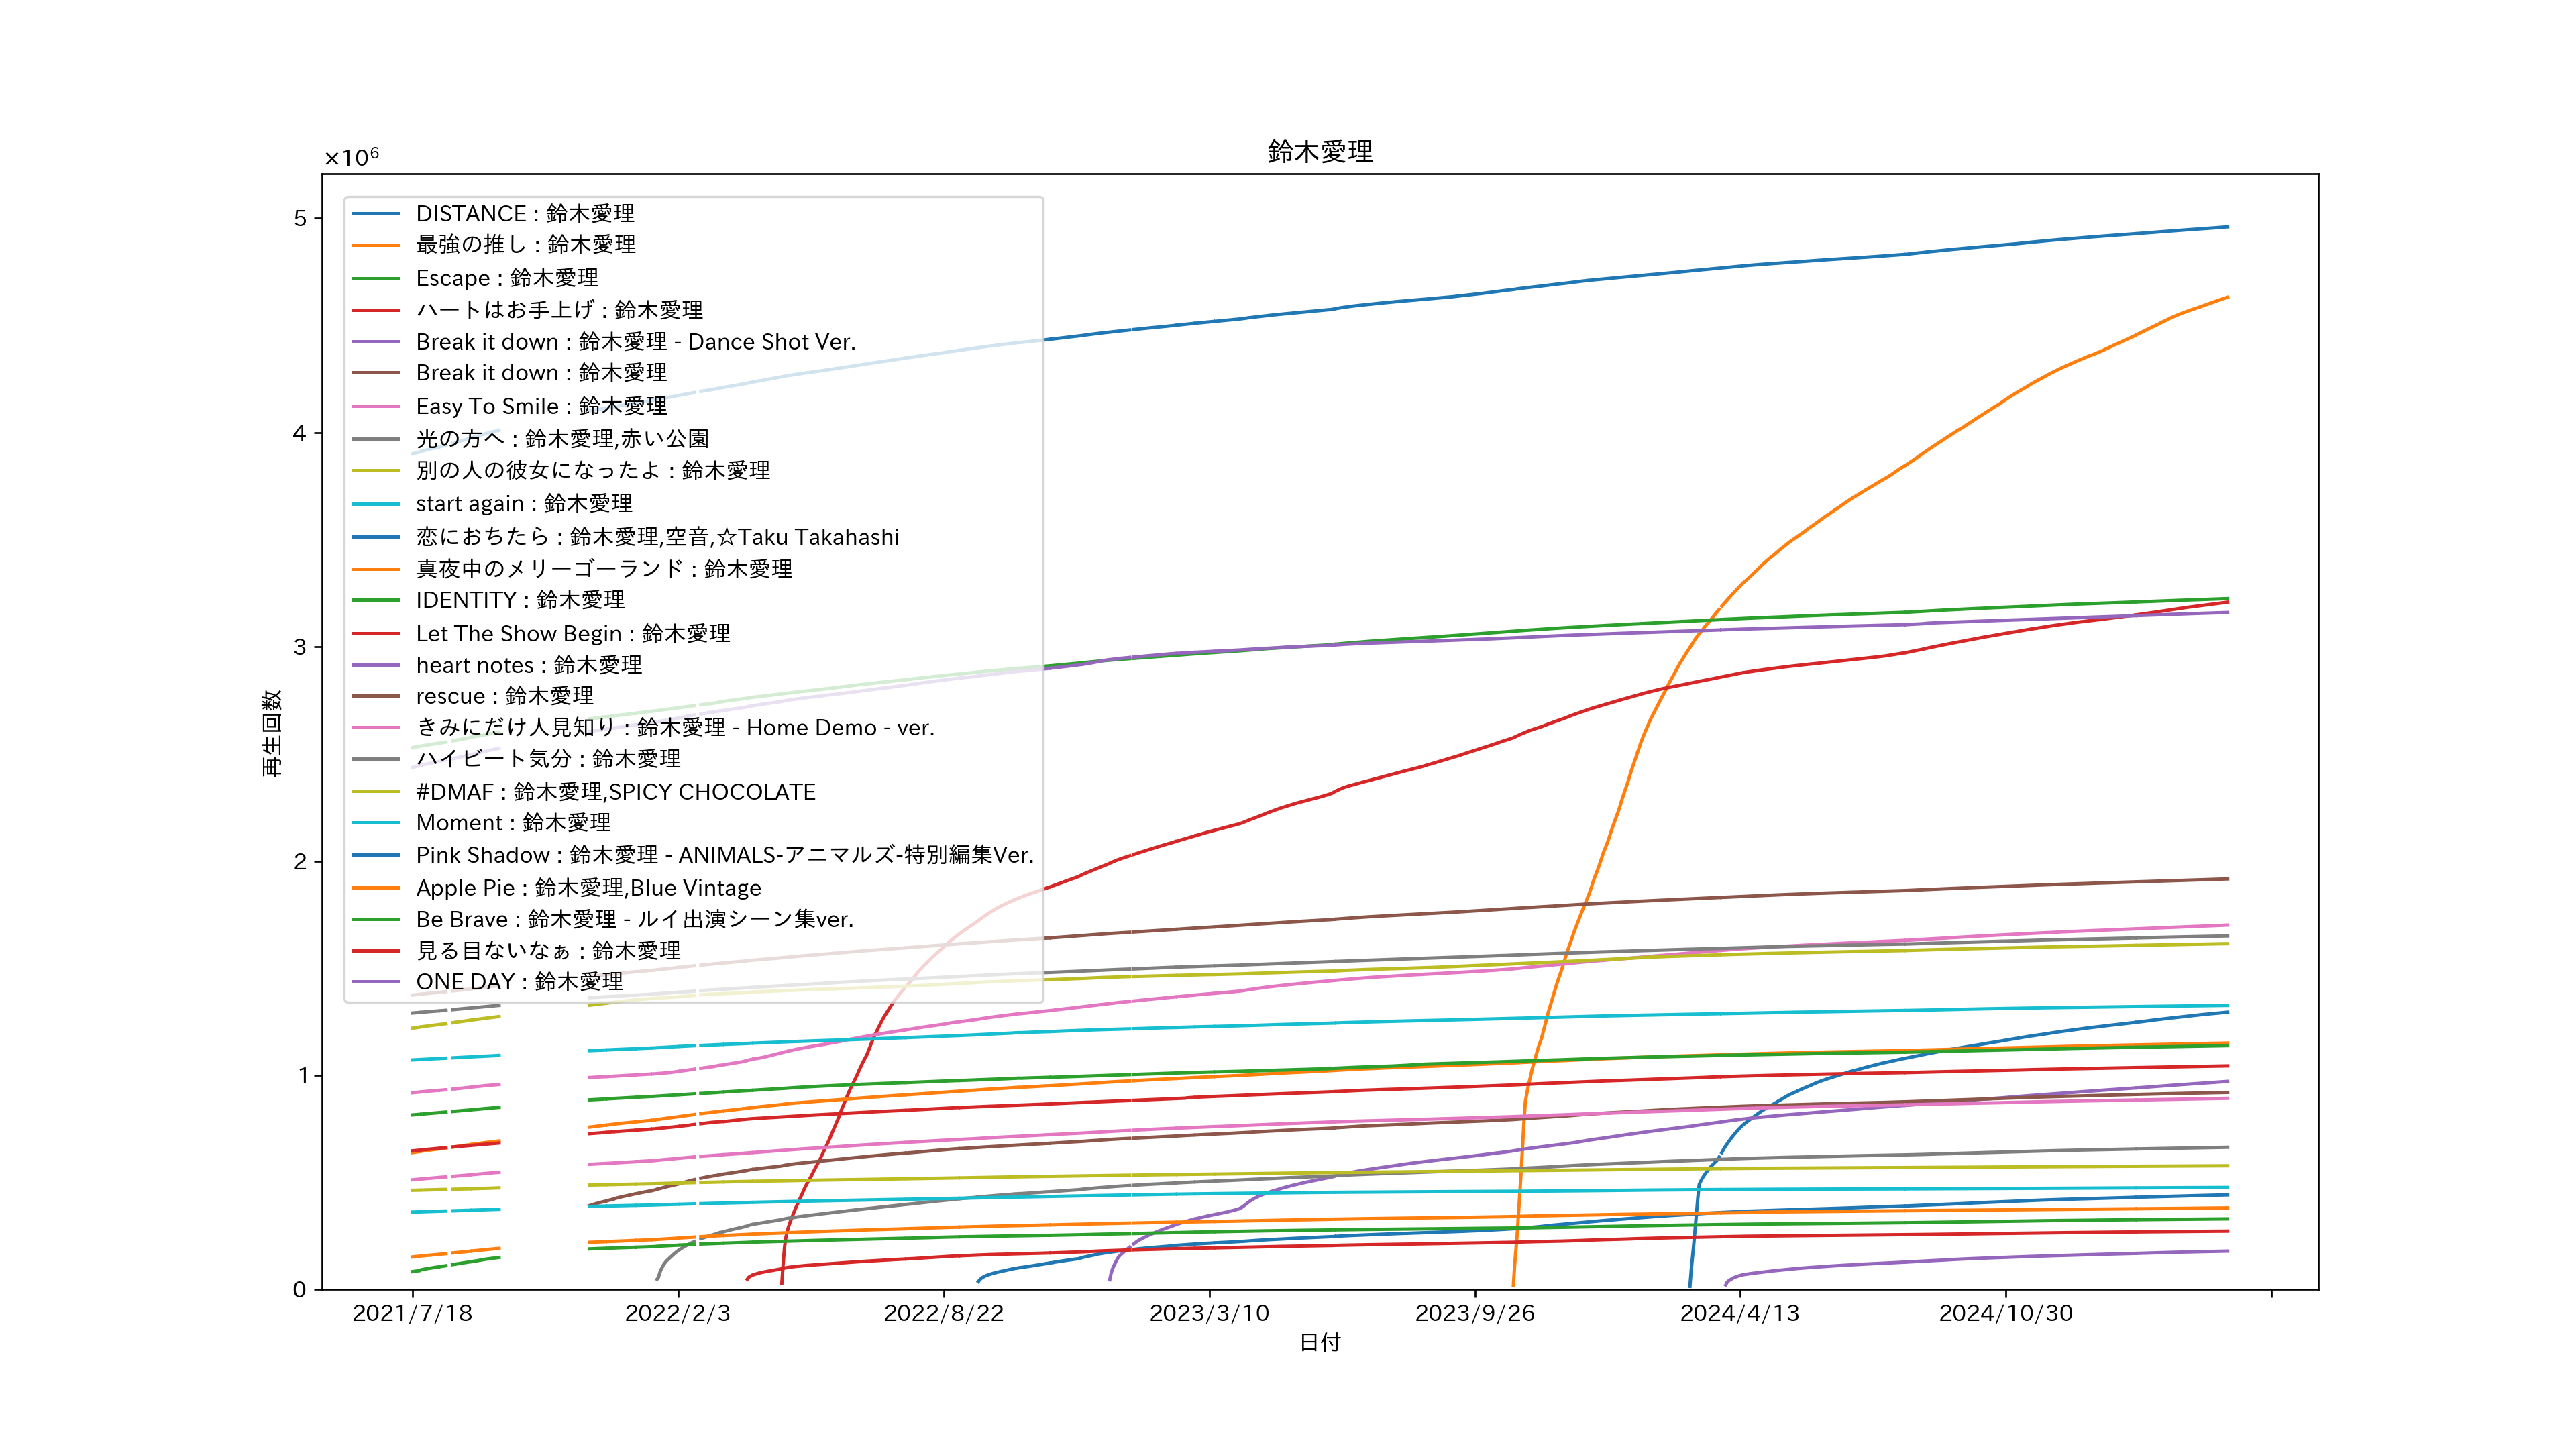 鈴木愛理
×10⁶
5
4
3
2
1
0
再生回数
DISTANCE : 鈴木愛理
最強の推し : 鈴木愛理
Escape : 鈴木愛理
ハートはお手上げ : 鈴木愛理
Break it down : 鈴木愛理 - Dance Shot Ver.
Break it down : 鈴木愛理
Easy To Smile : 鈴木愛理
光の方へ : 鈴木愛理,赤い公園
別の人の彼女になったよ : 鈴木愛理
start again : 鈴木愛理
恋におちたら : 鈴木愛理,空音,☆Taku Takahashi
真夜中のメリーゴーランド : 鈴木愛理
IDENTITY : 鈴木愛理
Let The Show Begin : 鈴木愛理
heart notes : 鈴木愛理
rescue : 鈴木愛理
きみにだけ人見知り : 鈴木愛理 - Home Demo - ver.
ハイビート気分 : 鈴木愛理
#DMAF : 鈴木愛理,SPICY CHOCOLATE
Moment : 鈴木愛理
Pink Shadow : 鈴木愛理 - ANIMALS-アニマルズ-特別編集Ver.
Apple Pie : 鈴木愛理,Blue Vintage
Be Brave : 鈴木愛理 - ルイ出演シーン集ver.
見る目ないなぁ : 鈴木愛理
ONE DAY : 鈴木愛理
2021/7/18
2022/2/3
2022/8/22
2023/3/10
2023/9/26
2024/4/13
2024/10/30
日付